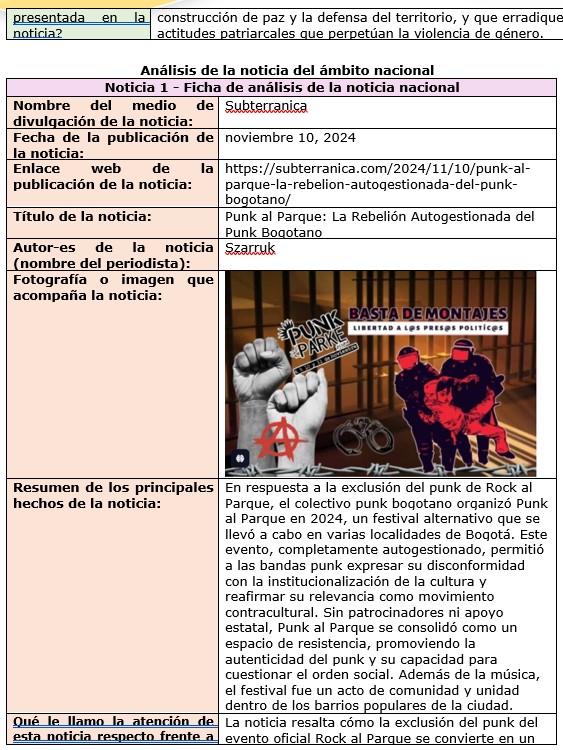 presentada en la construcción de paz y la defensa del territorio, y que erradique
noticia? actitudes patriarcales que perpetúan la violencia de género.
Análisis de la noticia del ámbito nacional
Noticia 1 - Ficha de análisis de la noticia nacional
Nombre del medio de
divulgación de la noticia:
Subterranica
Fecha de la publicación de
la noticia:
noviembre 10, 2024
Enlace web de la
publicación de la noticia:
https://subterranica.com/2024/11/10/punk-al-
parque-la-rebelion-autogestionada-del-punk-
bogotano/
Título de la noticia:
Punk al Parque: La Rebelión Autogestionada del
Punk Bogotano
Autor-es de la noticia
(nombre del periodista):
Szarruk
Fotografía o imagen que
acompaña la noticia:
PUNK
PARKE
BASTA DE MONTAJES
LIBERTAD A L@S PRES@S POLITÍC@S
Resumen de los principales
hechos de la noticia:
En respuesta a la exclusión del punk de Rock al
Parque, el colectivo punk bogotano organizó Punk
al Parque en 2024, un festival alternativo que se
llevó a cabo en varias localidades de Bogotá. Este
evento, completamente autogestionado, permitió
a las bandas punk expresar su disconformidad
con la institucionalización de la cultura y
reafirmar su relevancia como movimiento
contracultural. Sin patrocinadores ni apoyo
estatal, Punk al Parque se consolidó como un
espacio de resistencia, promoviendo la
autenticidad del punk y su capacidad para
cuestionar el orden social. Además de la música,
el festival fue un acto de comunidad y unidad
dentro de los barrios populares de la ciudad.
Qué le llamo la atención de
esta noticia respecto frente a
La noticia resalta cómo la exclusión del punk del
evento oficial Rock al Parque se convierte en un